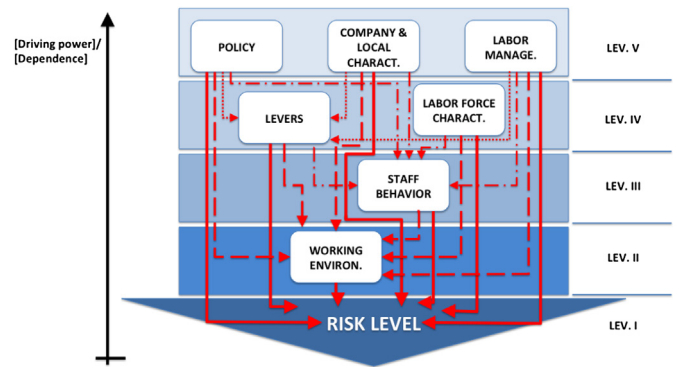 [Driving power]/
[Dependence]
POLICY
COMPANY &
LOCAL
CHARACT.
LABOR
MANAGE.
LEV. V
LEVERS
LABOR FORCE
CHARACT.
LEV. IV
STAFF
BEHAVIOR
LEV. III
WORKING
ENVIRON.
LEV. II
RISK LEVEL
LEV. I